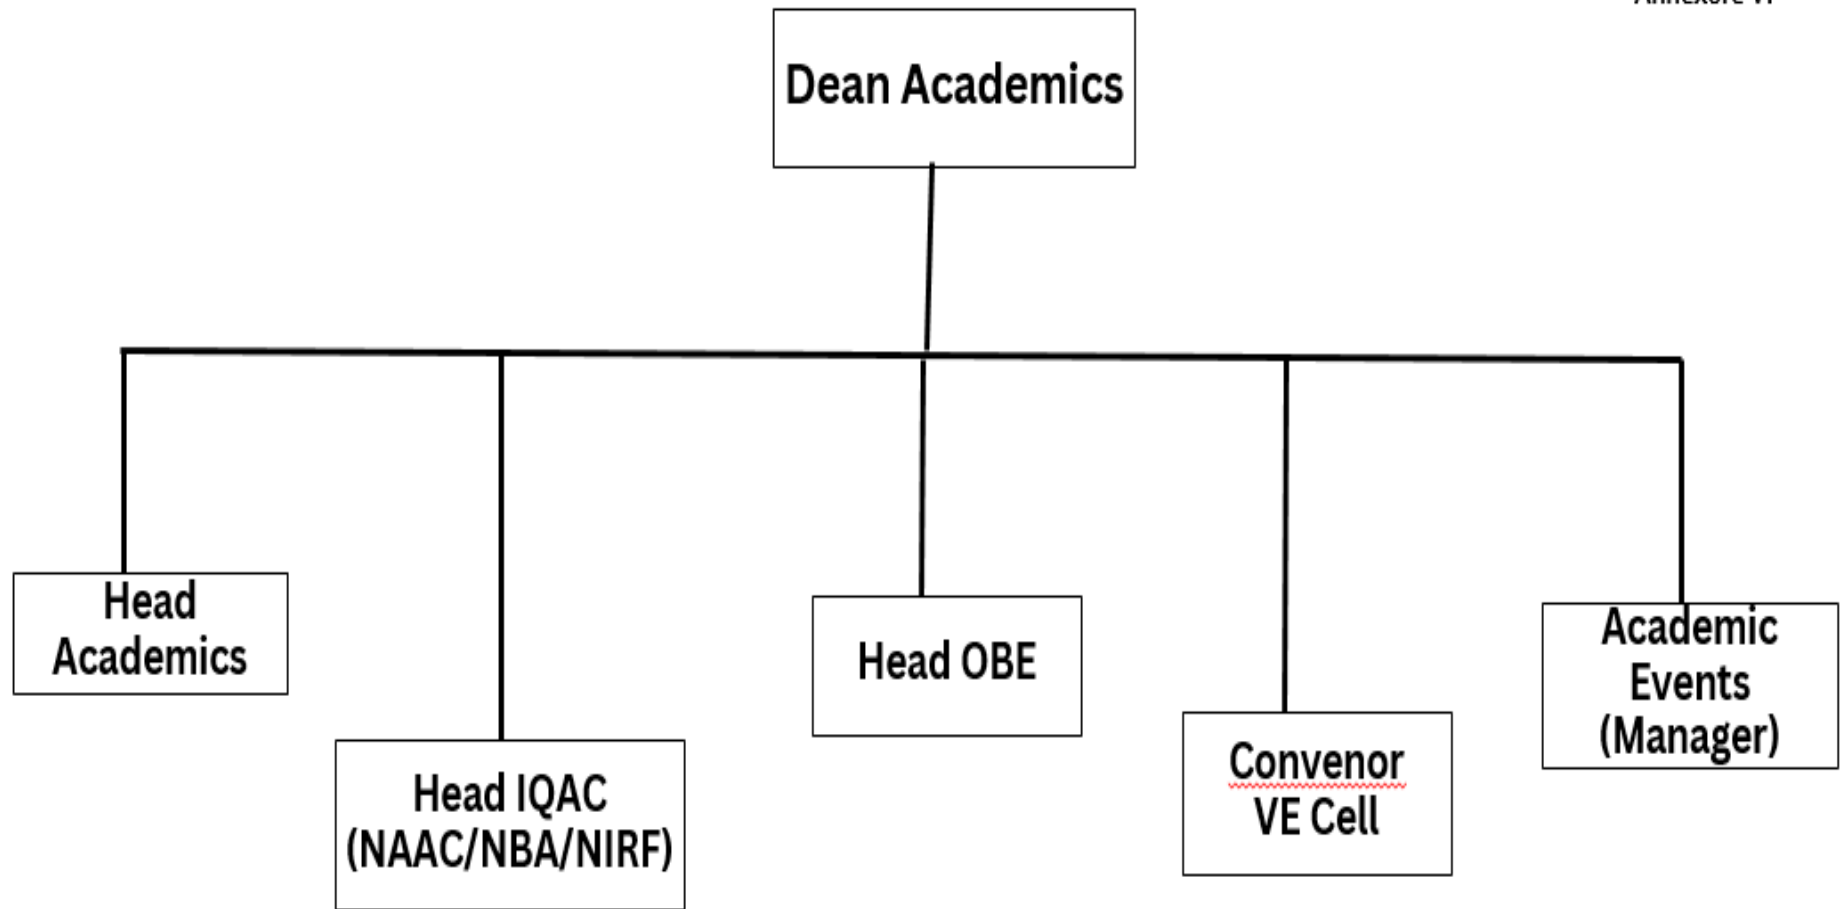 Dean Academics
Head
Academics
Head IQAC
(NAAC/NBA/NIRF)
Head OBE
Convenor
VE Cell
Academic
Events
(Manager)